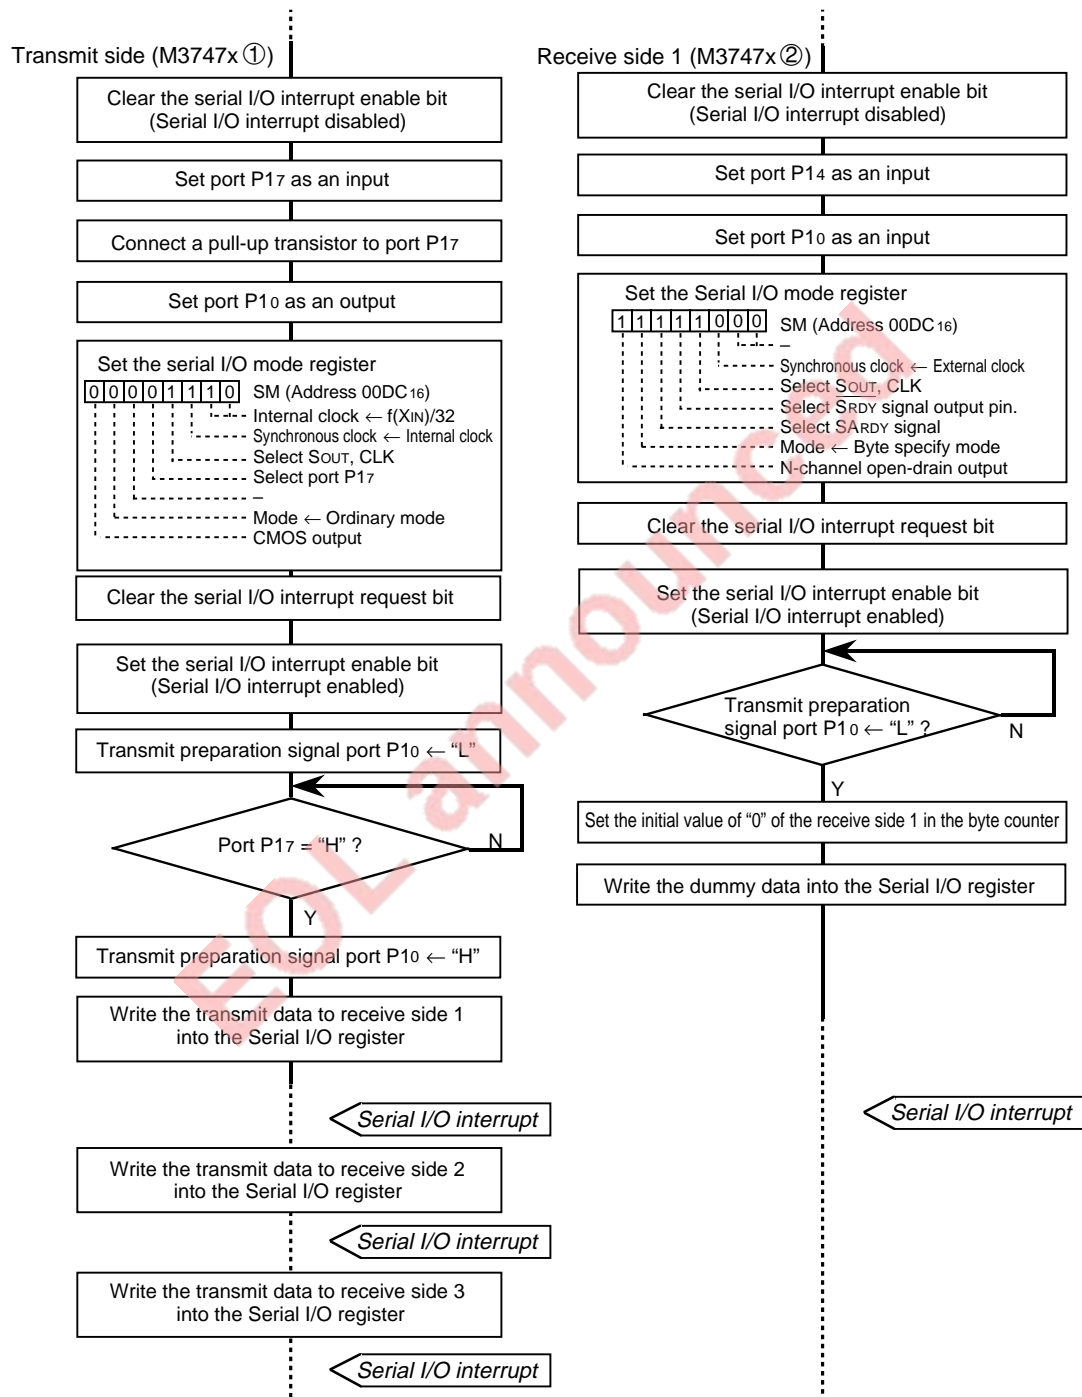 Transmit side (M3747x ①)
Clear the serial I/O interrupt enable bit
(Serial I/O interrupt disabled)
Set port P17 as an input
Connect a pull-up transistor to port P17
Set port P10 as an output
Set the serial I/O mode register
0 0 0 0 1 1 1 0 SM (Address 00DC16)
Internal clock ← f(XIN)/32
Synchronous clock ← Internal clock
Select SOUT, CLK
Select port P17
–
Mode ← Ordinary mode
CMOS output
Clear the serial I/O interrupt request bit
Set the serial I/O interrupt enable bit
(Serial I/O interrupt enabled)
Transmit preparation signal port P10 ← “L”
Port P17 = “H” ?
N
Y
Transmit preparation signal port P10 ← “H”
Write the transmit data to receive side 1
into the Serial I/O register
Serial I/O interrupt
Write the transmit data to receive side 2
into the Serial I/O register
Serial I/O interrupt
Write the transmit data to receive side 3
into the Serial I/O register
Serial I/O interrupt
Receive side 1 (M3747x ②)
Clear the serial I/O interrupt enable bit
(Serial I/O interrupt disabled)
Set port P14 as an input
Set port P10 as an input
Set the Serial I/O mode register
1 1 1 1 1 0 0 0 SM (Address 00DC16)
–
Synchronous clock ← External clock
Select SOUT, CLK
Select SRDY signal output pin.
Select SARDY signal
Mode ← Byte specify mode
N-channel open-drain output
Clear the serial I/O interrupt request bit
Set the serial I/O interrupt enable bit
(Serial I/O interrupt enabled)
Transmit preparation
signal port P10 ← “L” ?
N
Y
Set the initial value of “0” of the receive side 1 in the byte counter
Write the dummy data into the Serial I/O register
Serial I/O interrupt
EOL announced